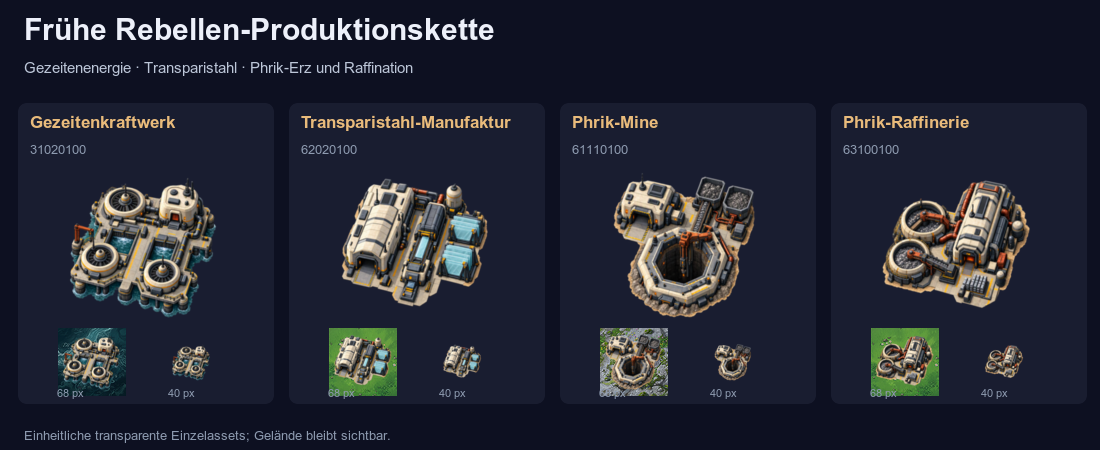 Frühe Rebellen-Produktionskette
Gezeitenenergie · Transparistahl · Phrik-Erz und Raffination
Gezeitenkraftwerk
31020100
68 px
40 px
Transparistahl-Manufaktur
62020100
68 px
40 px
Phrik-Mine
61110100
68 px
40 px
Phrik-Raffinerie
63100100
68 px
40 px
Einheitliche transparente Einzelassets; Gelände bleibt sichtbar.